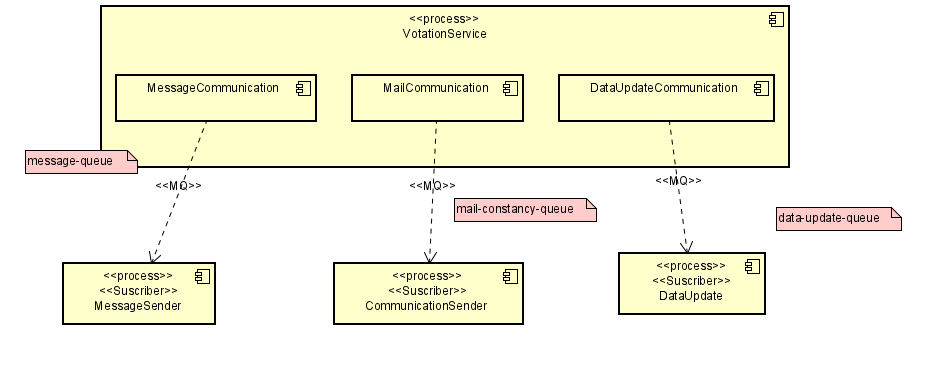 <<process>>
VotationService
MessageCommunication
MailCommunication
DataUpdateCommunication
message-queue
<<MQ>>
<<MQ>>
<<MQ>>
mail-constancy-queue
data-update-queue
<<process>>
<<Suscriber>>
MessageSender
<<process>>
<<Suscriber>>
CommunicationSender
<<process>>
<<Suscriber>>
DataUpdate